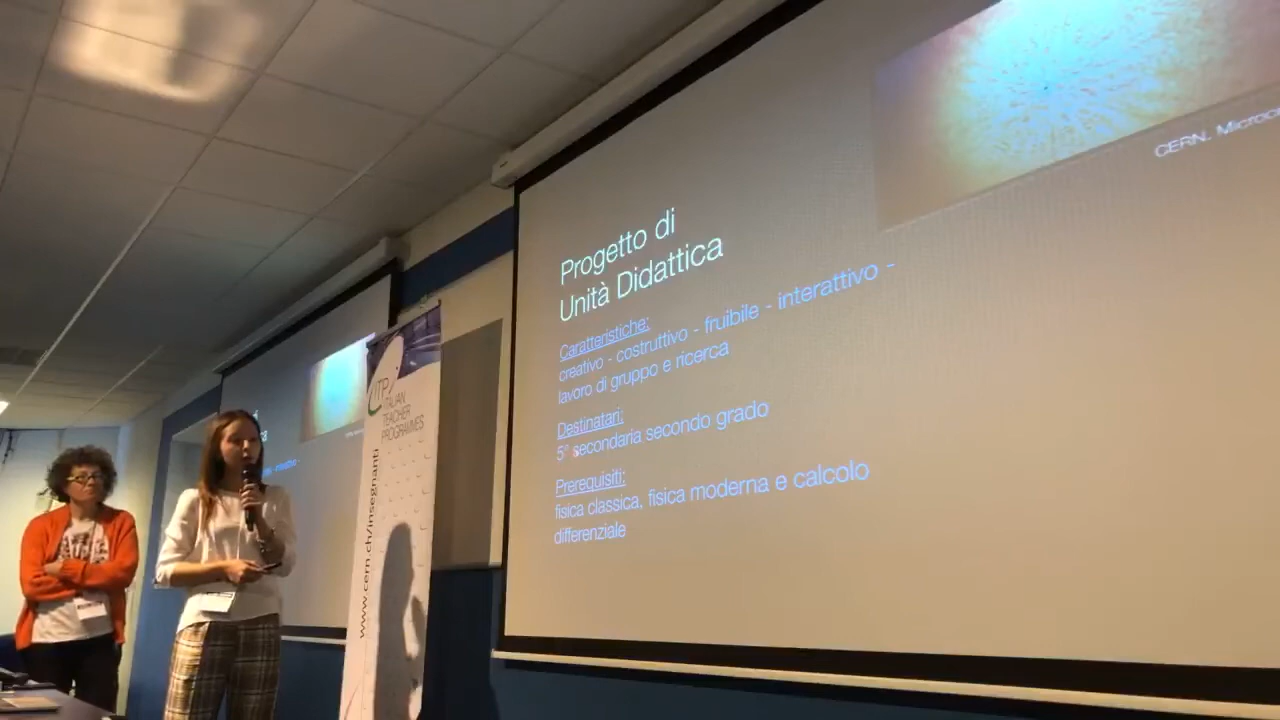 CERN.
Progetto di
Unità Didattica
Caratteristiche:
creativo - costruttivo - fruibile - interattivo -
lavoro di gruppo e ricerca
Destinatari:
5° secondaria secondo grado
Prerequisiti:
fisica classica, fisica moderna e calcolo
differenziale
ITP
ITALIAN
TEACHER
PROGRAMMES
www.cern.ch/insegnanti